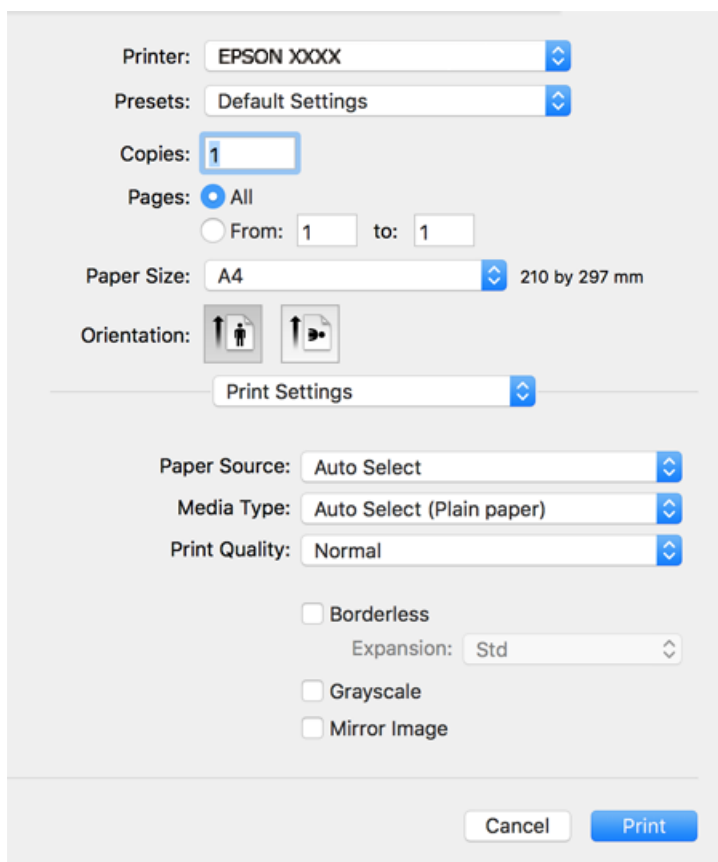 Printer: EPSON XXXX
Presets: Default Settings
Copies: 1
Pages: All
From: 1 to: 1
Paper Size: A4 210 by 297 mm
Orientation:
Print Settings
Paper Source: Auto Select
Media Type: Auto Select (Plain paper)
Print Quality: Normal
Borderless
Expansion: Std
Grayscale
Mirror Image
Cancel Print